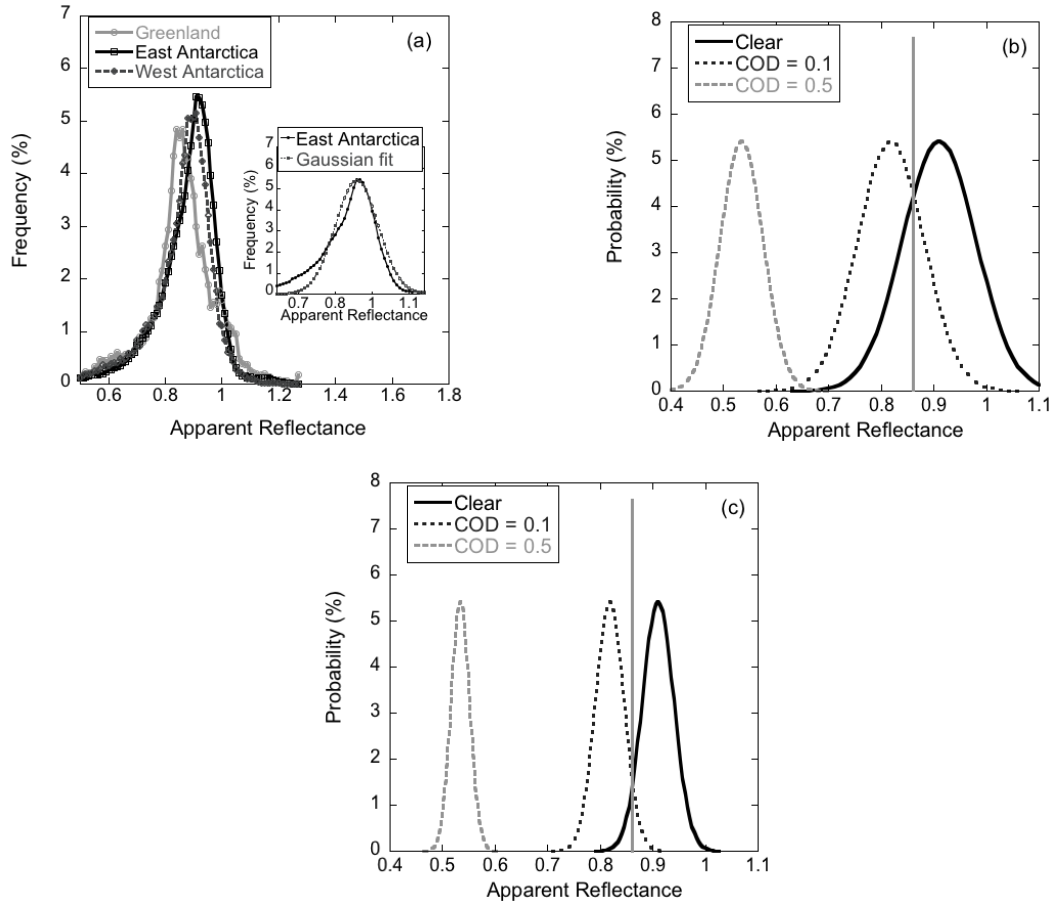 7
6
5
4
3
2
1
0
Frequency (%)
Greenland
East Antarctica
West Antarctica
(a)
7
6
5
4
3
2
1
0
Frequency (%)
East Antarctica
Gaussian fit
0.7 0.8 0.9 1 1.1
Apparent Reflectance
0.6 0.8 1 1.2 1.4 1.6 1.8
Apparent Reflectance
8
7
6
5
4
3
2
1
0
Probability (%)
Clear
COD = 0.1
COD = 0.5
(b)
0.4 0.5 0.6 0.7 0.8 0.9 1 1.1
Apparent Reflectance
8
7
6
5
4
3
2
1
0
Probability (%)
Clear
COD = 0.1
COD = 0.5
(c)
0.4 0.5 0.6 0.7 0.8 0.9 1 1.1
Apparent Reflectance